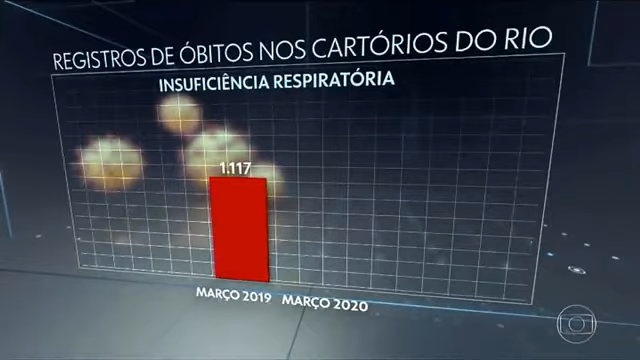 REGISTROS DE ÓBITOS NOS CARTÓRIOS DO RIO
INSUFICIÊNCIA RESPIRATÓRIA
1.117
MARÇO 2019 MARÇO 2020